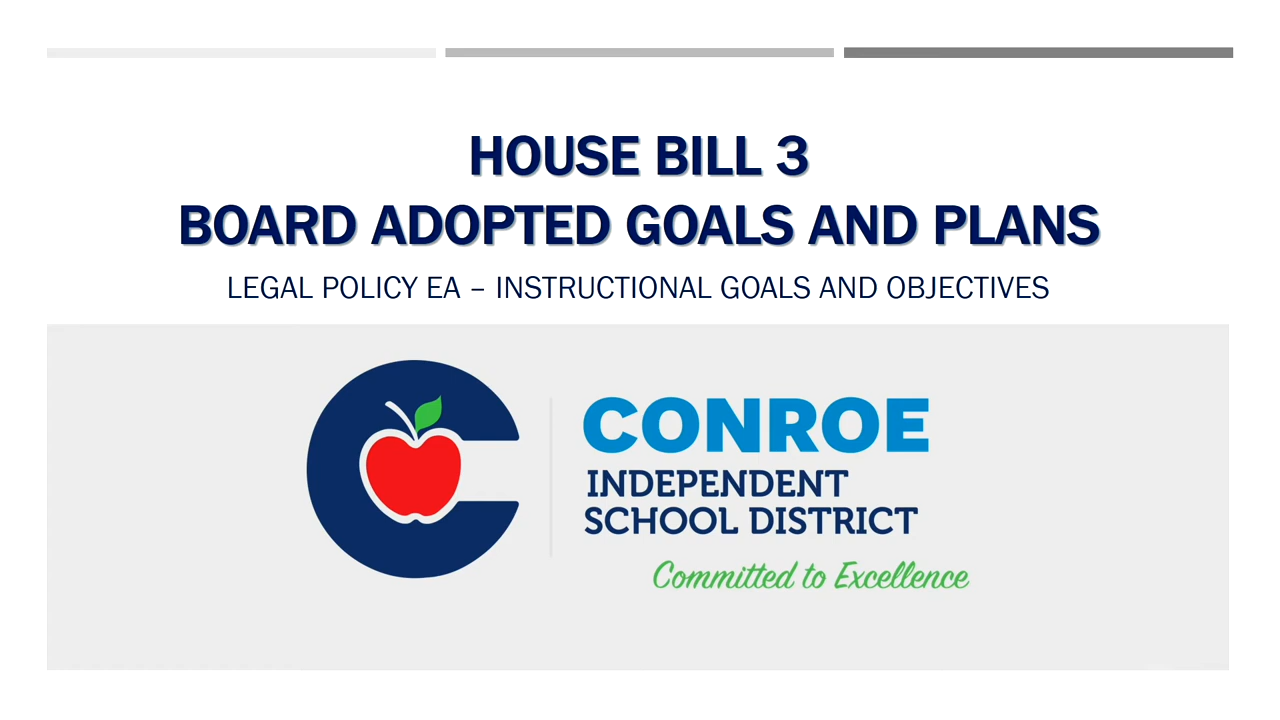 HOUSE BILL 3
BOARD ADOPTED GOALS AND PLANS
LEGAL POLICY EA – INSTRUCTIONAL GOALS AND OBJECTIVES
CONROE
INDEPENDENT
SCHOOL DISTRICT
Committed to Excellence